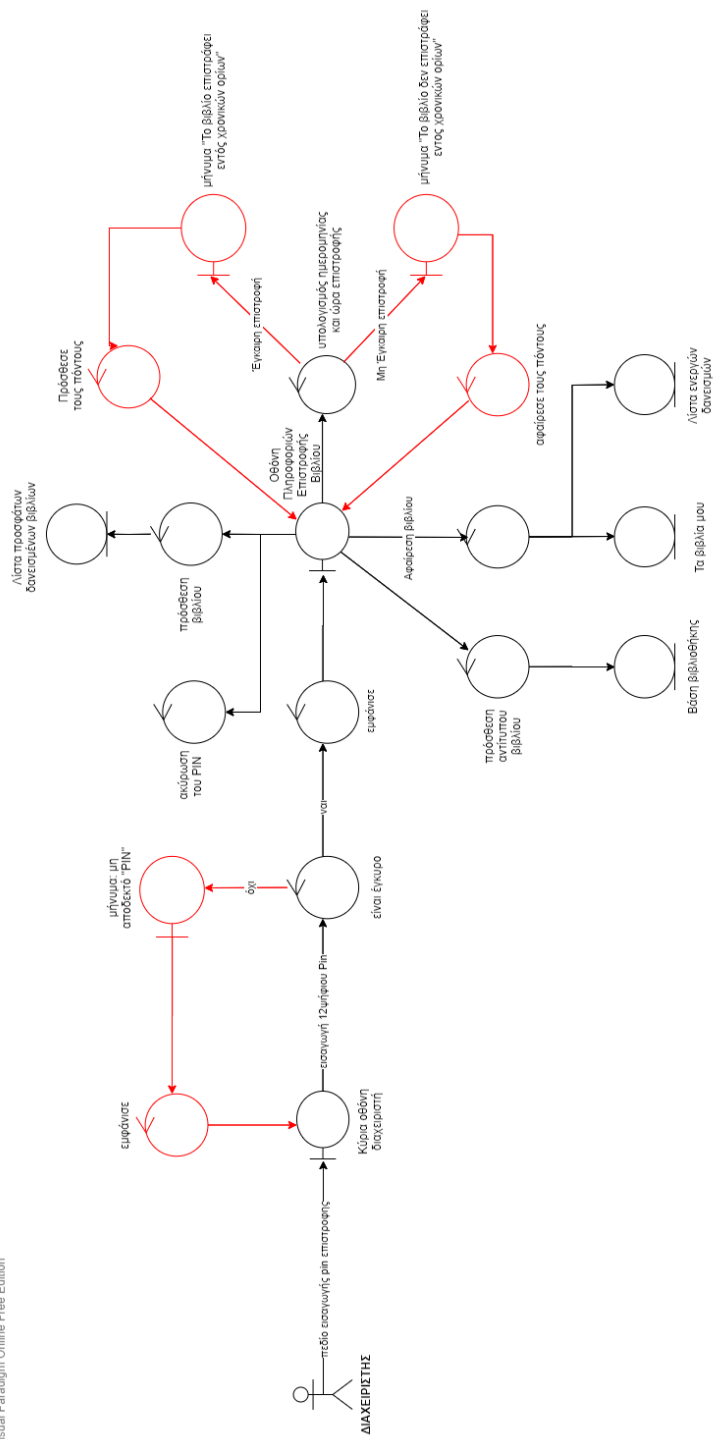 ΔΙΑΧΕΙΡΙΣΤΗΣ
πεδίο εισαγωγής pin επιστροφης
Κύρια οθόνη
διαχειριστή
εμφάνισε
εισαγωγή 12ψήφιου Pin
μήνυμα: μη
αποδεκτό "PIN"
όχι
είναι έγκυρο
ναι
ακύρωση
του PIN
εμφάνισε
πρόσθεση
αντίτυπου
βιβλίου
Βάση βιβλιοθήκης
Λίστα προσφάτων
δανεισμένων βιβλίων
πρόσθεση
βιβλίου
Οθόνη
Πληροφοριών
Επιστροφής
Βιβλίου
Αφαίρεση βιβλίου
Τα βιβλία μου
Πρόσθεσε
τους πόντους
Έγκαιρη επιστροφή
υπολογισμός ημερομηνίας
και ώρα επιστροφής
Μη Έγκαιρη επιστροφή
αφαίρεσε τους πόντους
Λίστα ενεργών
δανεισμών
μήνυμα "Το βιβλίο επιστράφει
εντός χρονικών ορίων"
μήνυμα "Το βιβλίο δεν επιστράφει
εντος χρονικών ορίων"
Paradigm Online Free Edition